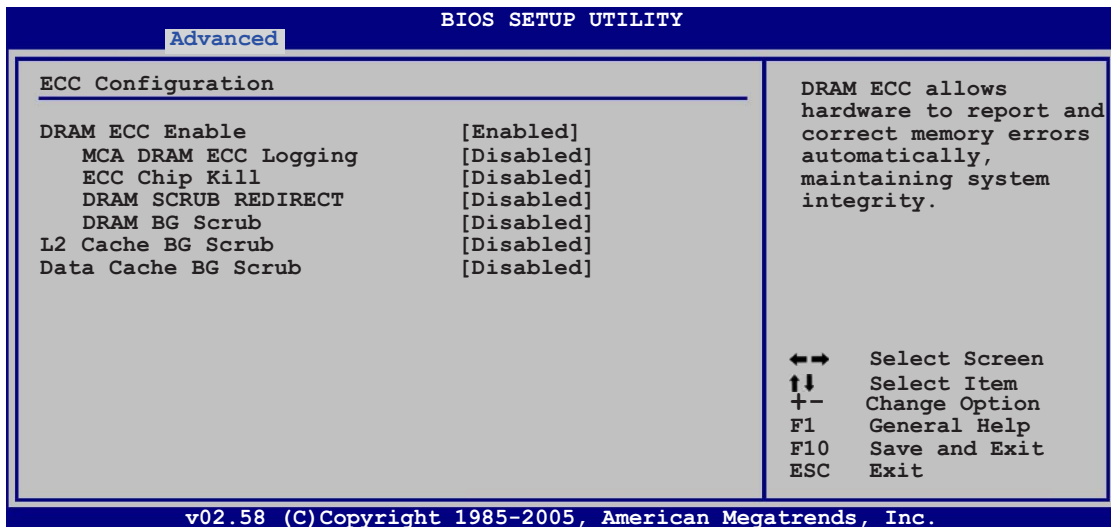 BIOS SETUP UTILITY
Advanced
ECC Configuration
DRAM ECC Enable [Enabled]
MCA DRAM ECC Logging [Disabled]
ECC Chip Kill [Disabled]
DRAM SCRUB REDIRECT [Disabled]
DRAM BG Scrub [Disabled]
L2 Cache BG Scrub [Disabled]
Data Cache BG Scrub [Disabled]
DRAM ECC allows
hardware to report and
correct memory errors
automatically,
maintaining system
integrity.
←→ Select Screen
↑↓ Select Item
+- Change Option
F1 General Help
F10 Save and Exit
ESC Exit
v02.58 (C)Copyright 1985-2005, American Megatrends, Inc.